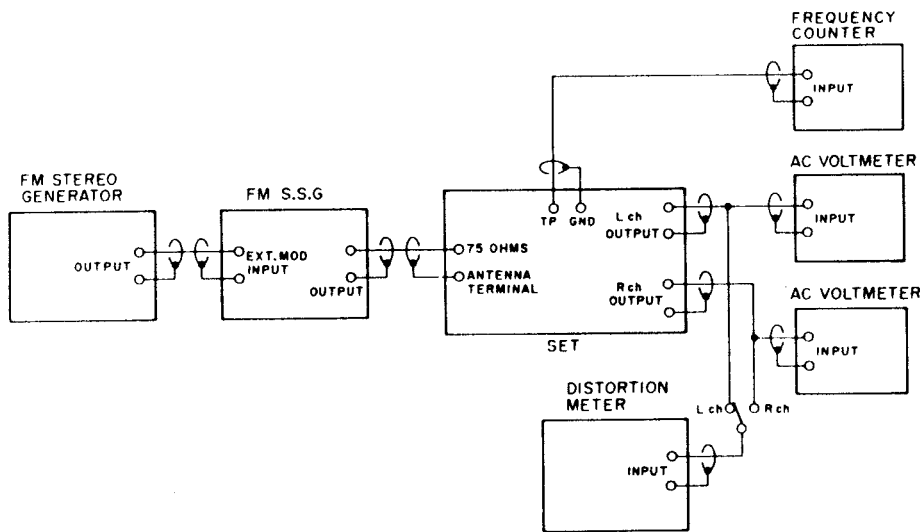 FREQUENCY
COUNTER
INPUT
FM STEREO
GENERATOR
OUTPUT
FM S.S.G
EXT.MOD
INPUT
OUTPUT
75 OHMS
ANTENNA
TERMINAL
TP GND
L ch
OUTPUT
R ch
OUTPUT
SET
AC VOLTMETER
INPUT
AC VOLTMETER
INPUT
DISTORTION
METER
L ch
R ch
INPUT